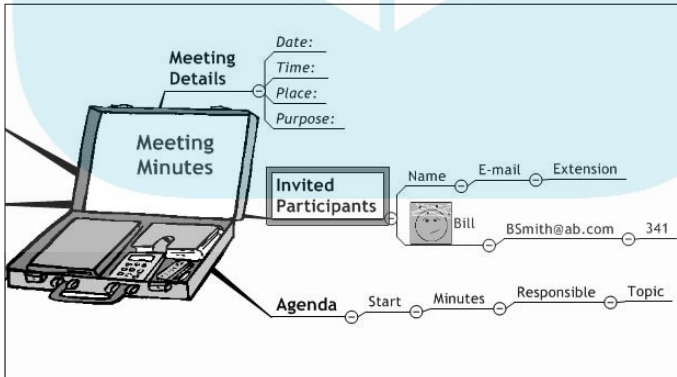 Meeting
Details
Date:
Time:
Place:
Purpose:
Meeting
Minutes
Invited
Participants
Name E-mail Extension
Bill BSmith@ab.com 341
Agenda Start Minutes Responsible Topic